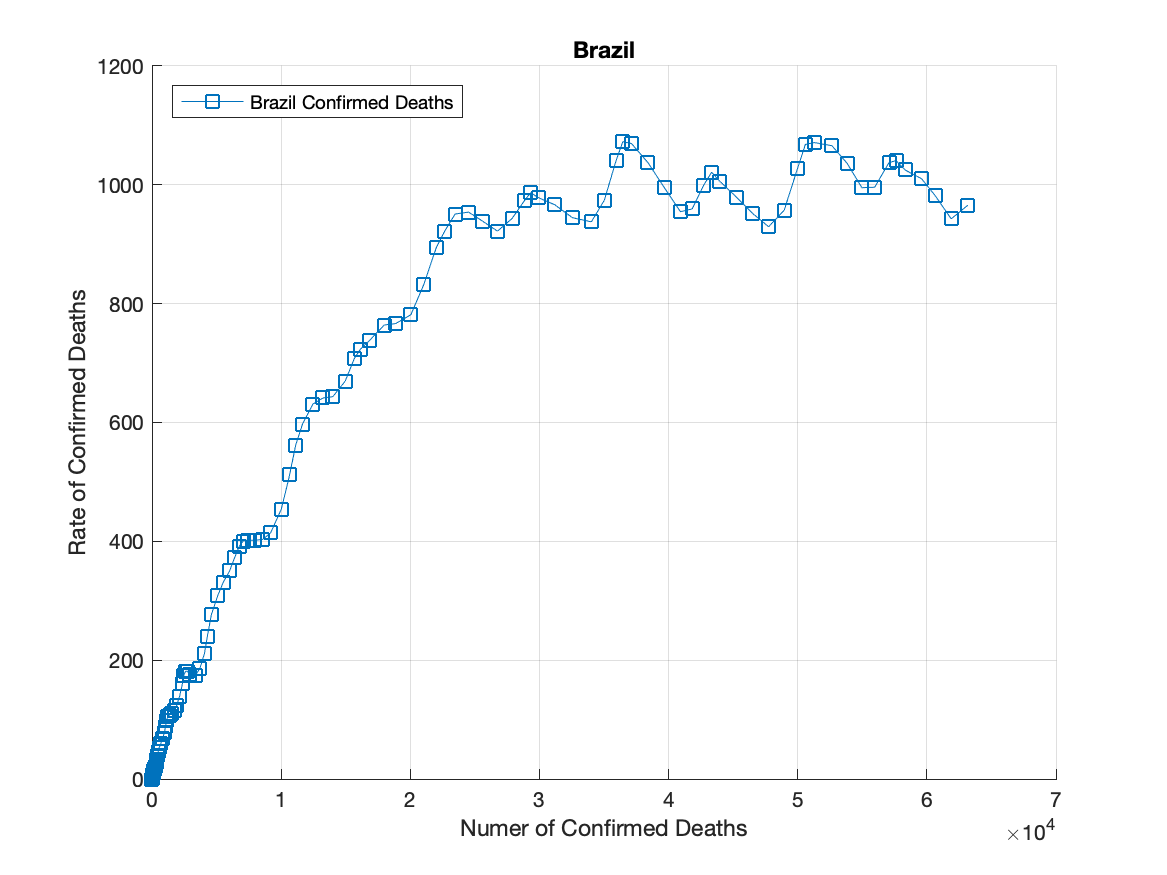 Brazil
Brazil Confirmed Deaths
1200
1000
800
600
400
200
0
Rate of Confirmed Deaths
0 1 2 3 4 5 6 7
×10^4
Numer of Confirmed Deaths